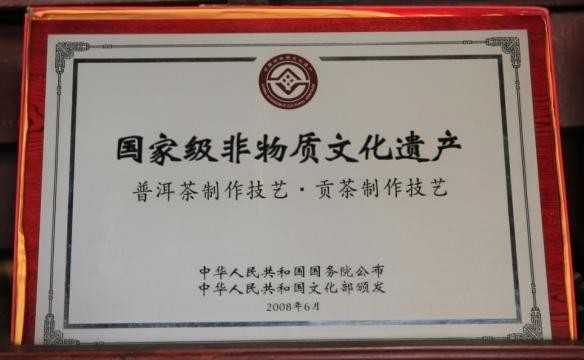 国家级非物质文化遗产
普洱茶制作技艺·贡茶制作技艺
中华人民共和国国务院公布
中华人民共和国文化部颁发
2008年6月